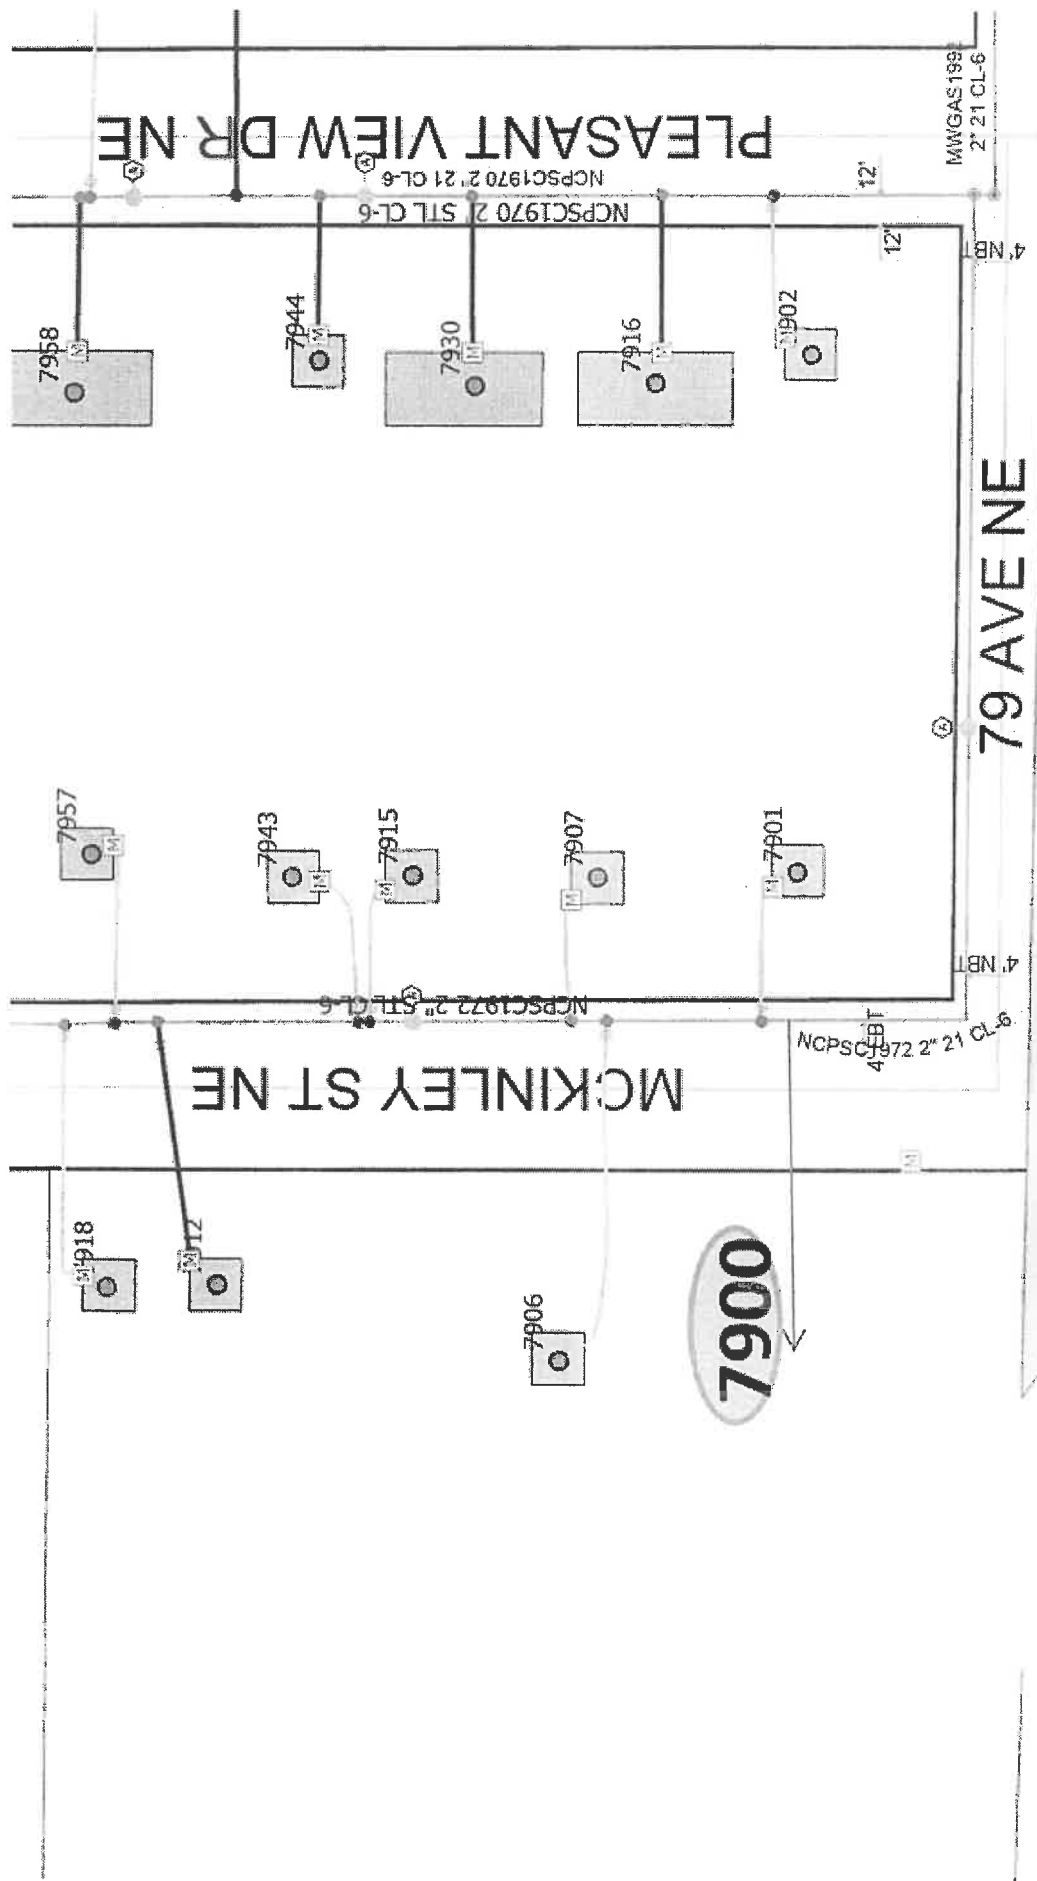 PLEASANT VIEW DR NE
MWGAS199
2" 21 CL-6
NCPSC1970 2" 21 CL-6
NCPSC1970 2" STL CL-6
12'
12'
4' NBT
7958
M
7944
M
7930
M
7916
M
7902
79 AVE NE
A
A
A
7957
M
7943
M
7915
M
7907
M
7901
M
4' NBT
NCPSC1972 2" STL CL-6
A
NCPSC1972 2" 21 CL-6
4' EBT
MCKINLEY ST NE
M
918
M
12
M
7906
7900